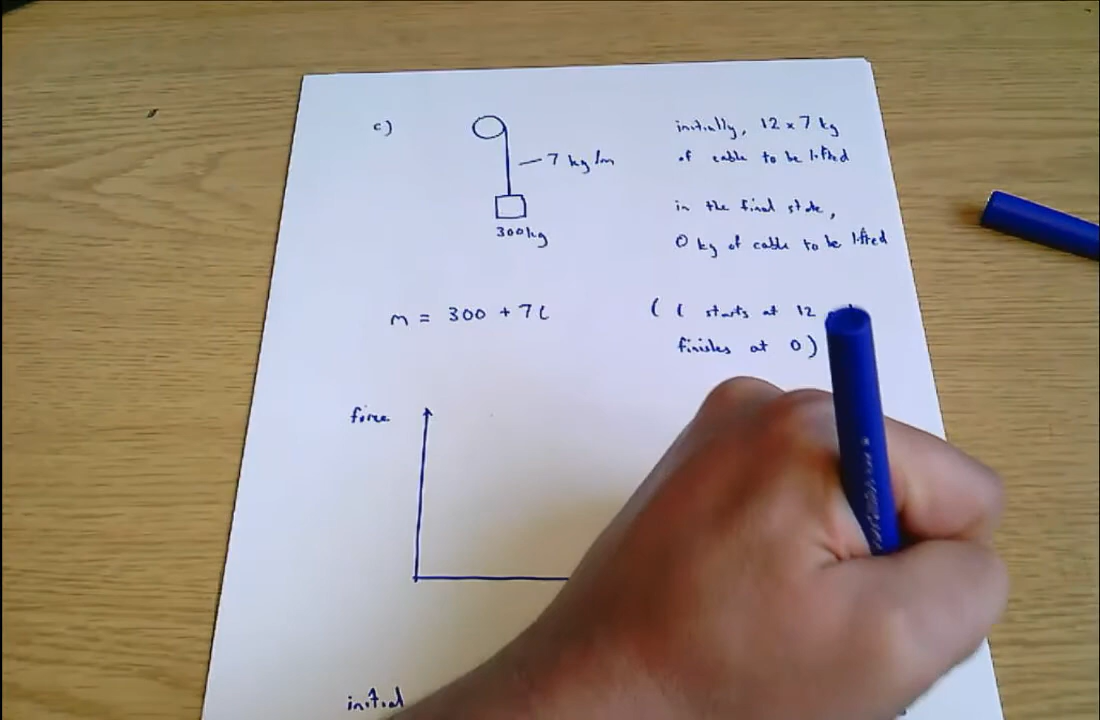 c)
7 kg/m
300kg
initially, 12 x 7 kg
of cable to be lifted
in the final state,
0 kg of cable to be lifted
m = 300 + 7l
( l starts at 12
finishes at 0 )
force
initial